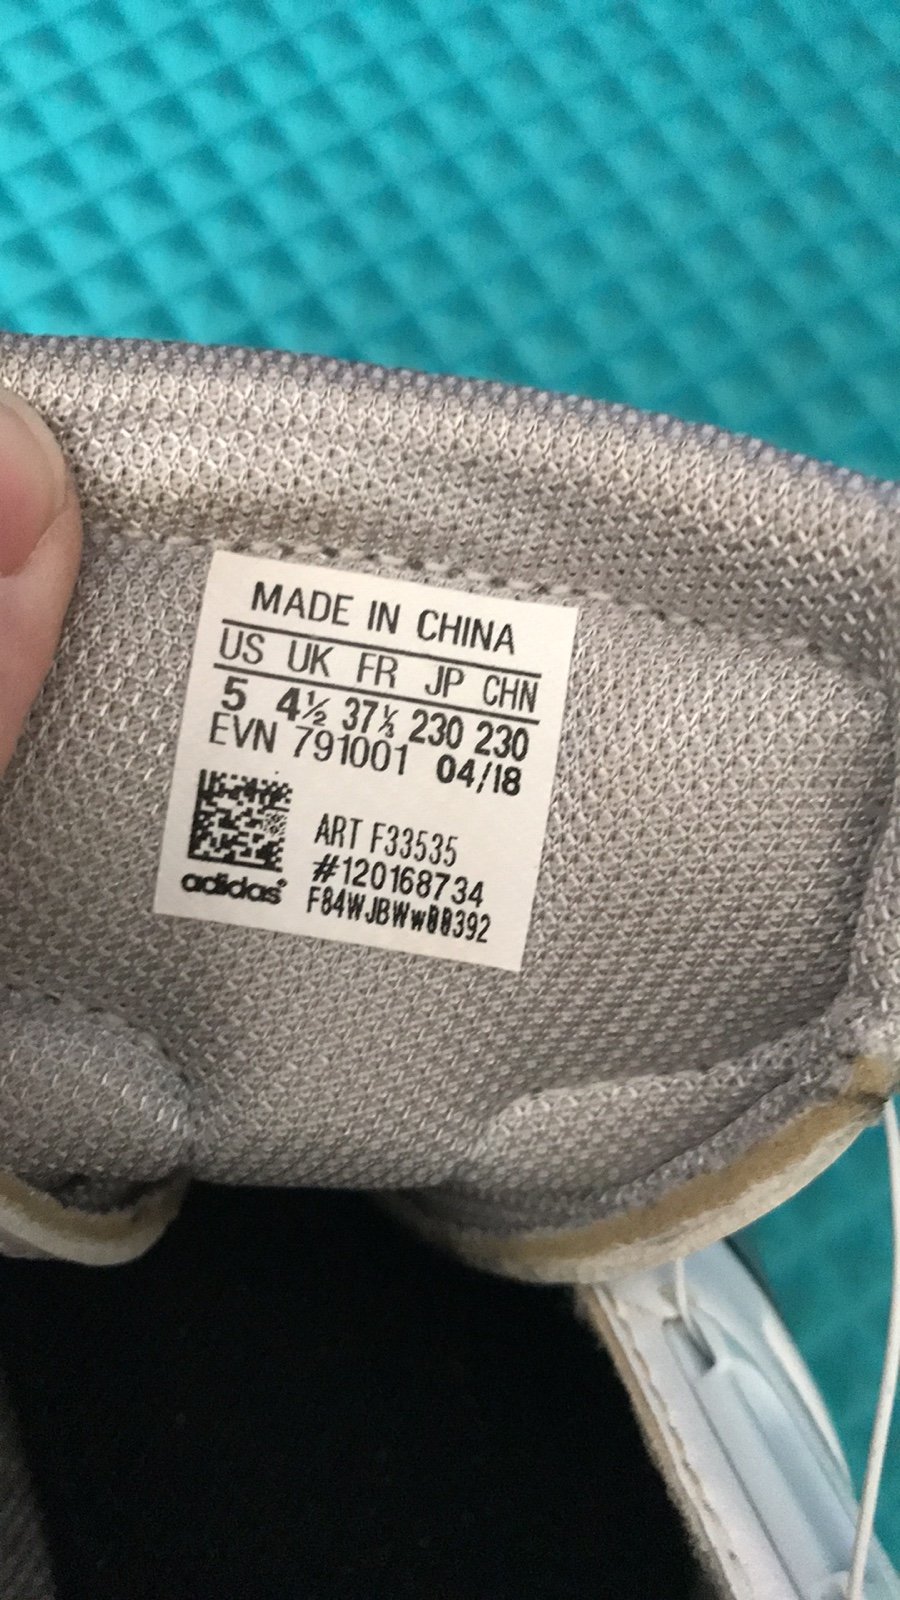 MADE IN CHINA
US UK FR JP CHN
5 4½ 37⅓ 230 230
EVN 791001 04/18
ART F33535
#120168734
adidas®